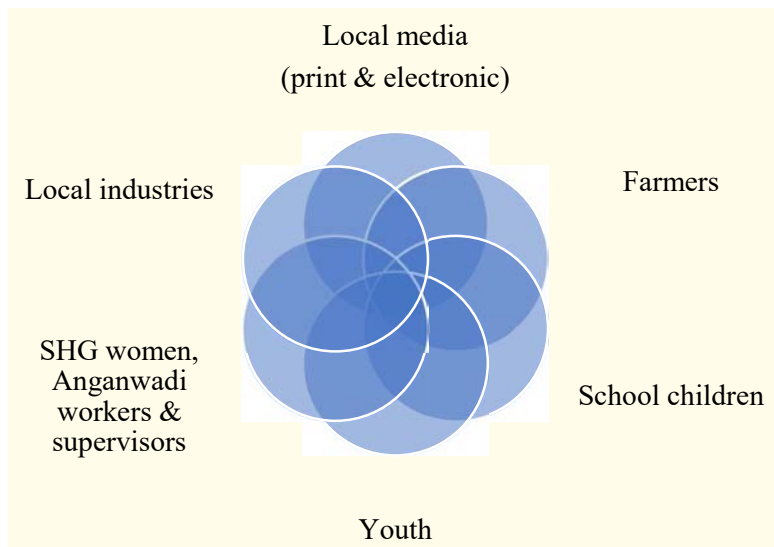 Local media
(print & electronic)
Local industries
Farmers
SHG women,
Anganwadi
workers &
supervisors
School children
Youth